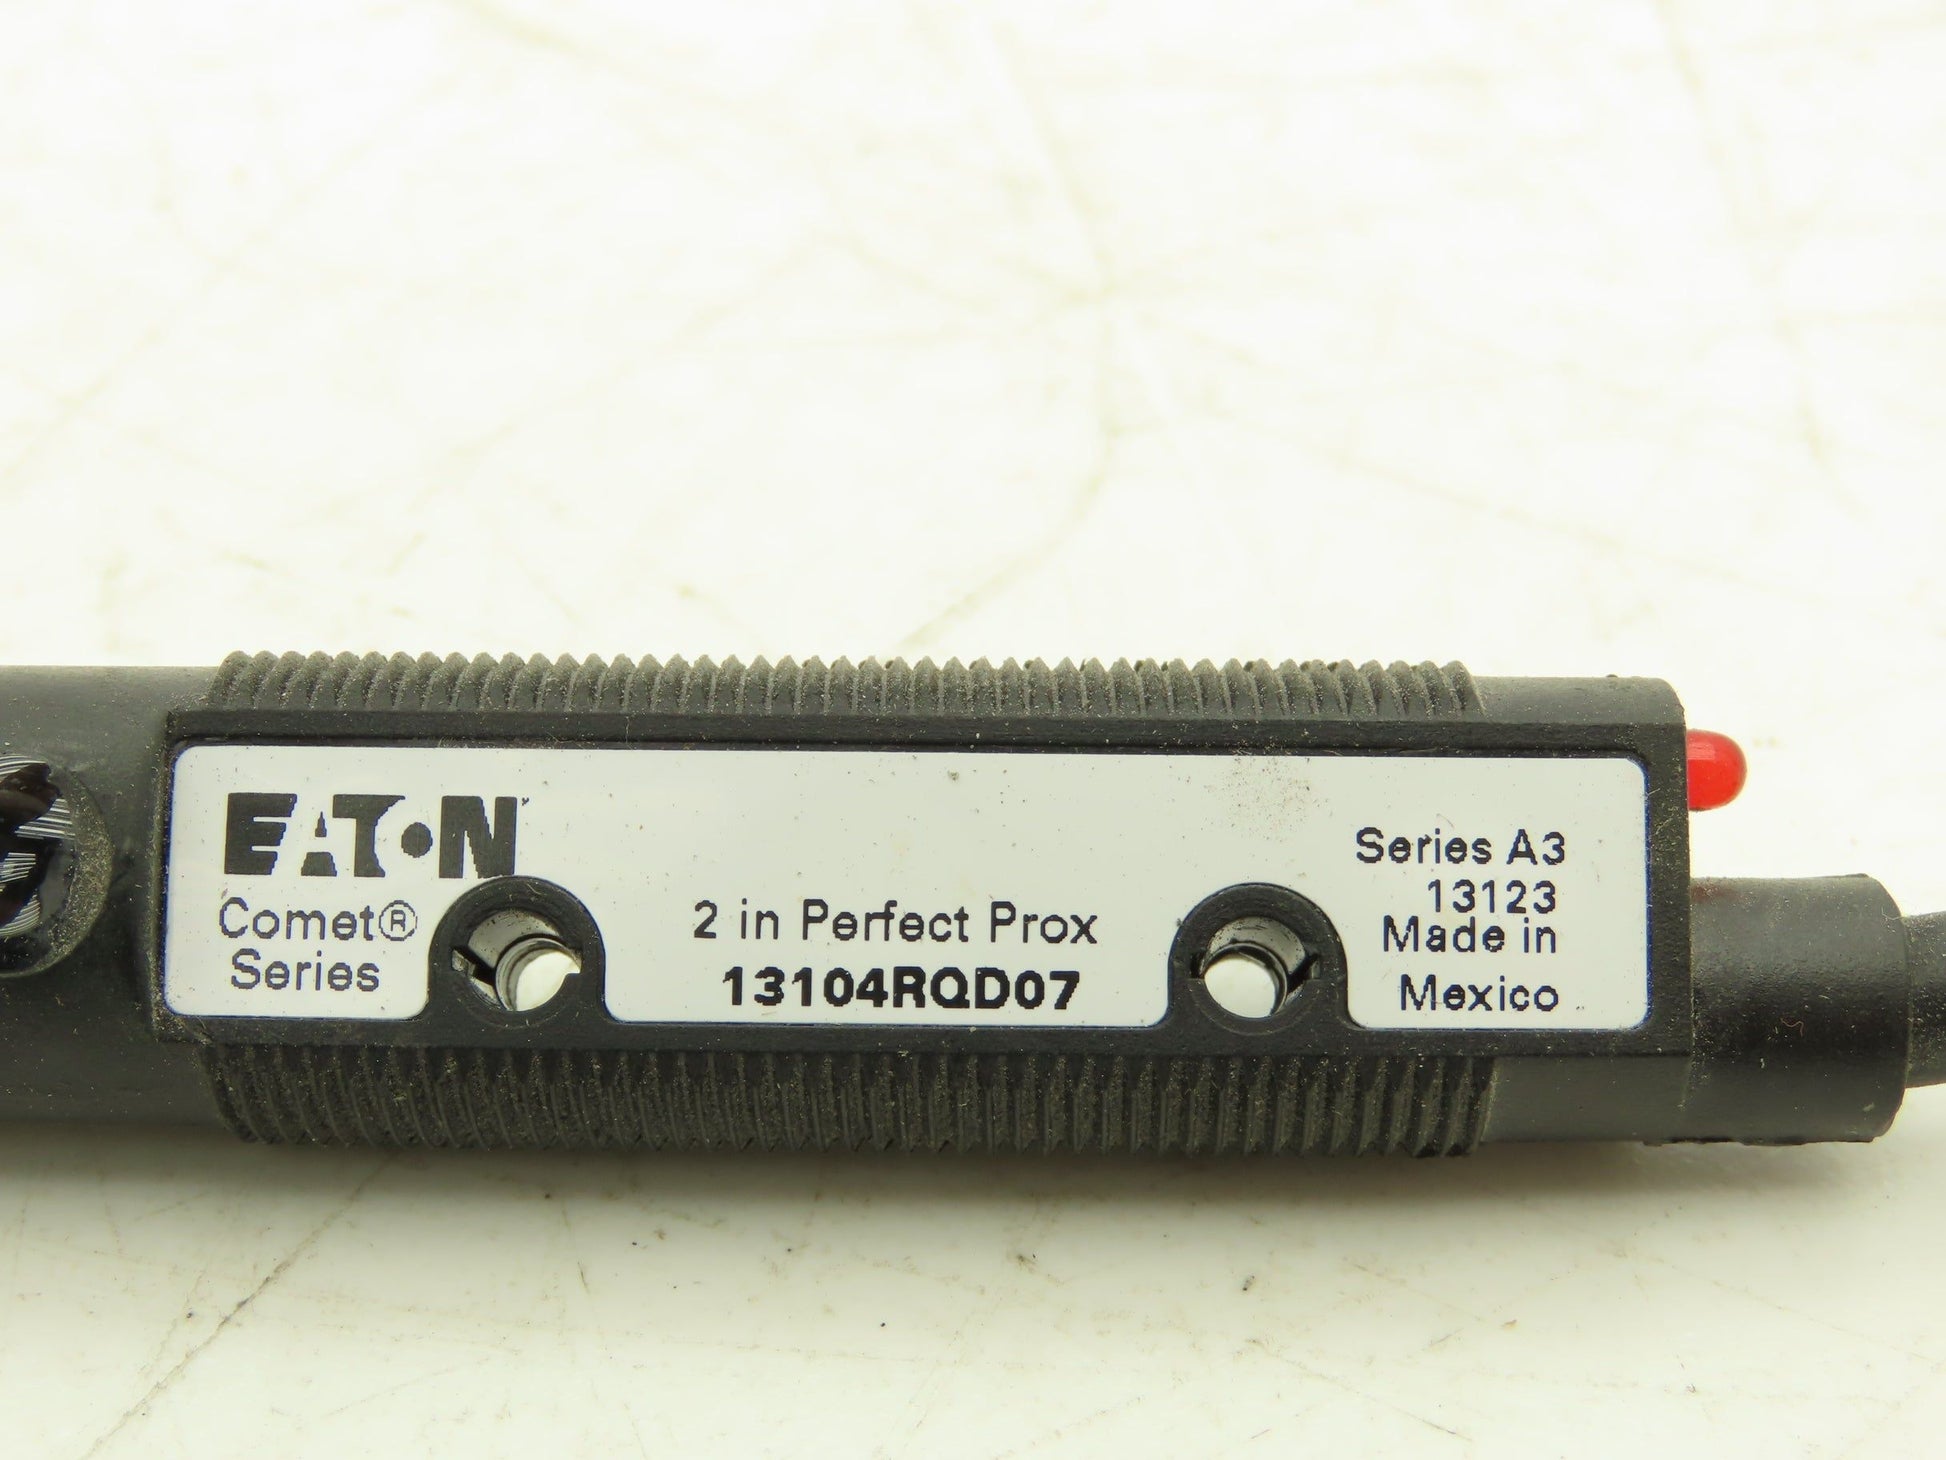 EATON
Comet®
Series
2 in Perfect Prox
13104RQD07
Series A3
13123
Made in
Mexico